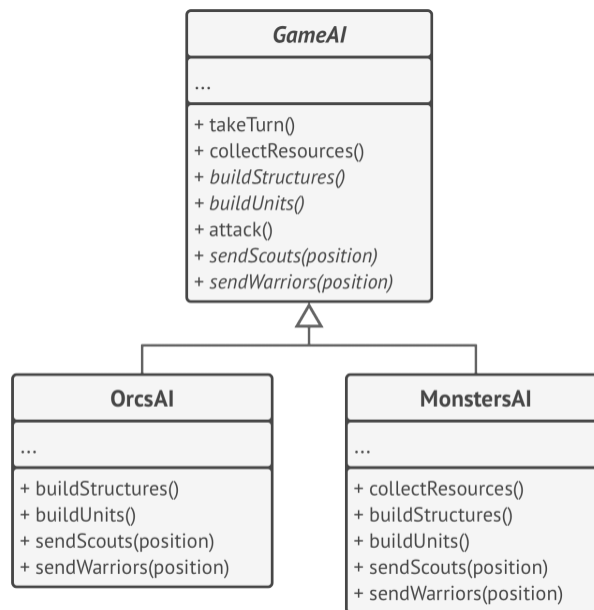 GameAI
...
+ takeTurn()
+ collectResources()
+ buildStructures()
+ buildUnits()
+ attack()
+ sendScouts(position)
+ sendWarriors(position)
OrcsAI
...
+ buildStructures()
+ buildUnits()
+ sendScouts(position)
+ sendWarriors(position)
MonstersAI
...
+ collectResources()
+ buildStructures()
+ buildUnits()
+ sendScouts(position)
+ sendWarriors(position)